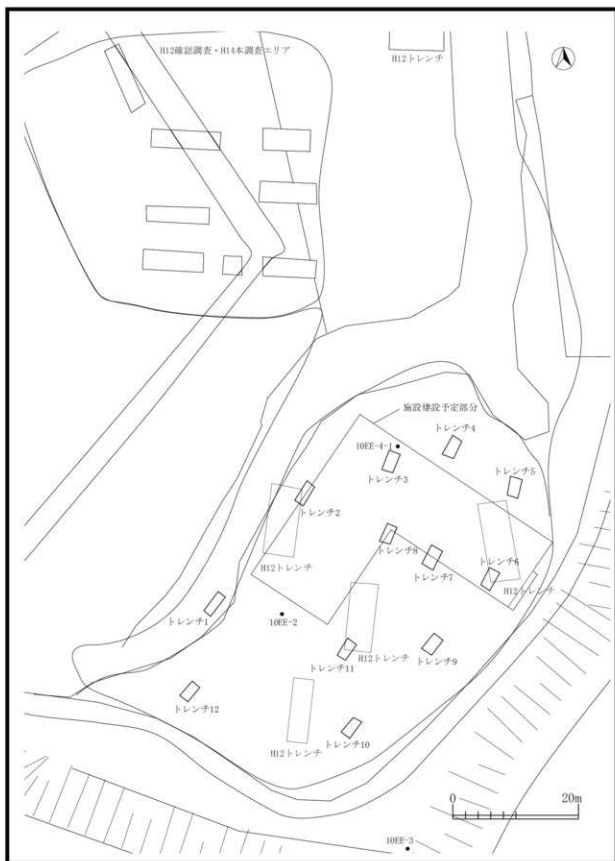 H12確認調査・H14本調査エリア
H12トレンチ
施設建設予定部分
トレンチ4
10EE-4-1
トレンチ3
トレンチ5
トレンチ2
トレンチ8
トレンチ7
トレンチ6
H12トレンチ
H12トレンチ
トレンチ1
10EE-2
トレンチ11
H12トレンチ
トレンチ9
トレンチ12
トレンチ10
H12トレンチ
0
20m
10EE-3